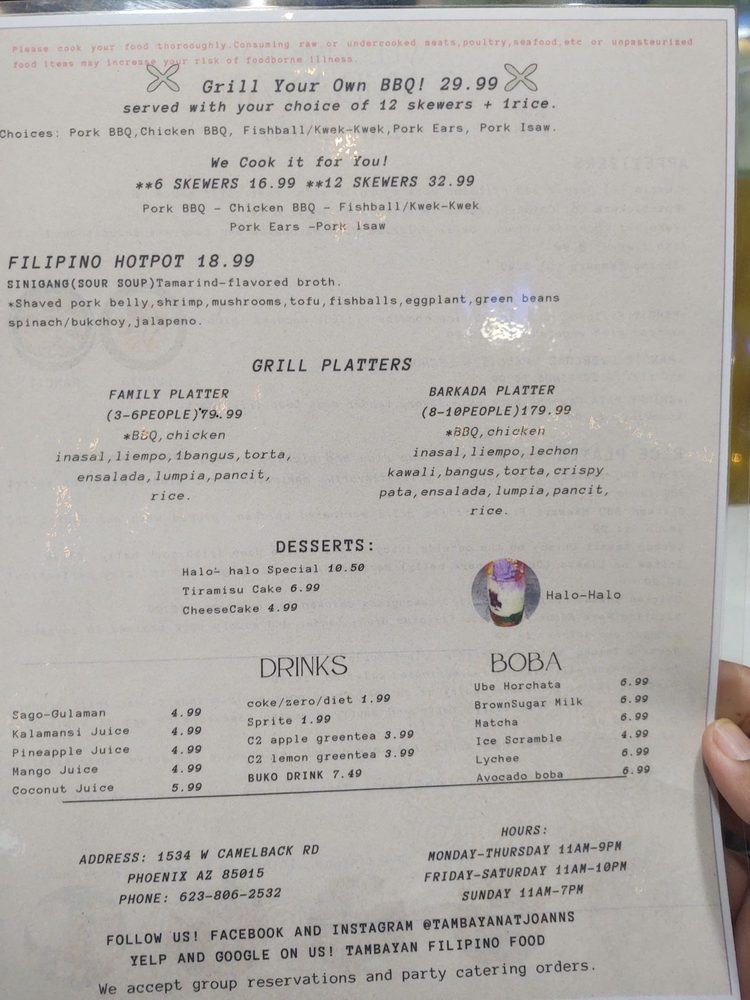 Please cook your food thorooughly.Consuming raw or undercooked meats,poultry,seafood,etc or unpasteurized
food items may increase your risk of foodborne illness.
Grill Your Own BBQ! 29.99
served with your choice of 12 skewers + 1rice.
Choices: Pork BBQ,Chicken BBQ, Fishball/Kwek-Kwek,Pork Ears, Pork Isaw.
We Cook it for You!
**6 SKEWERS 16.99 **12 SKEWERS 32.99
Pork BBQ - Chicken BBQ - Fishball/Kwek-Kwek
Pork Ears -Pork Isaw
FILIPINO HOTPOT 18.99
SINIGANG(SOUR SOUP)Tamarind-flavored broth.
*Shaved pork belly,shrimp,mushrooms,tofu,fishballs,eggplant,green beans
spinach/bukchoy,jalapeno.
GRILL PLATTERS
FAMILY PLATTER
(3-6PEOPLE)79.99
*BBQ,chicken
inasal,liempo,1bangus,torta,
ensalada,lumpia,pancit,
rice.
BARKADA PLATTER
(8-10PEOPLE)179.99
*BBQ,chicken
inasal,liempo,lechon
kawali,bangus,torta,crispy
pata,ensalada,lumpia,pancit,
rice.
DESSERTS:
Halo- halo Special 10.50
Tiramisu Cake 6.99
CheeseCake 4.99
Halo-Halo
DRINKS
Sago-Gulaman 4.99
Kalamansi Juice 4.99
Pineapple Juice 4.99
Mango Juice 4.99
Coconut Juice 5.99
coke/zero/diet 1.99
Sprite 1.99
C2 apple greentea 3.99
C2 lemon greentea 3.99
BUKO DRINK 7.49
BOBA
Ube Horchata 6.99
BrownSugar Milk 6.99
Matcha 6.99
Ice Scramble 4.99
Lychee 6.99
Avocado boba 6.99
ADDRESS: 1534 W CAMELBACK RD
PHOENIX AZ 85015
PHONE: 623-806-2532
HOURS:
MONDAY-THURSDAY 11AM-9PM
FRIDAY-SATURDAY 11AM-10PM
SUNDAY 11AM-7PM
FOLLOW US! FACEBOOK AND INSTAGRAM @TAMBAYANATJOANNS
YELP AND GOOGLE ON US! TAMBAYAN FILIPINO FOOD
We accept group reservations and party catering orders.